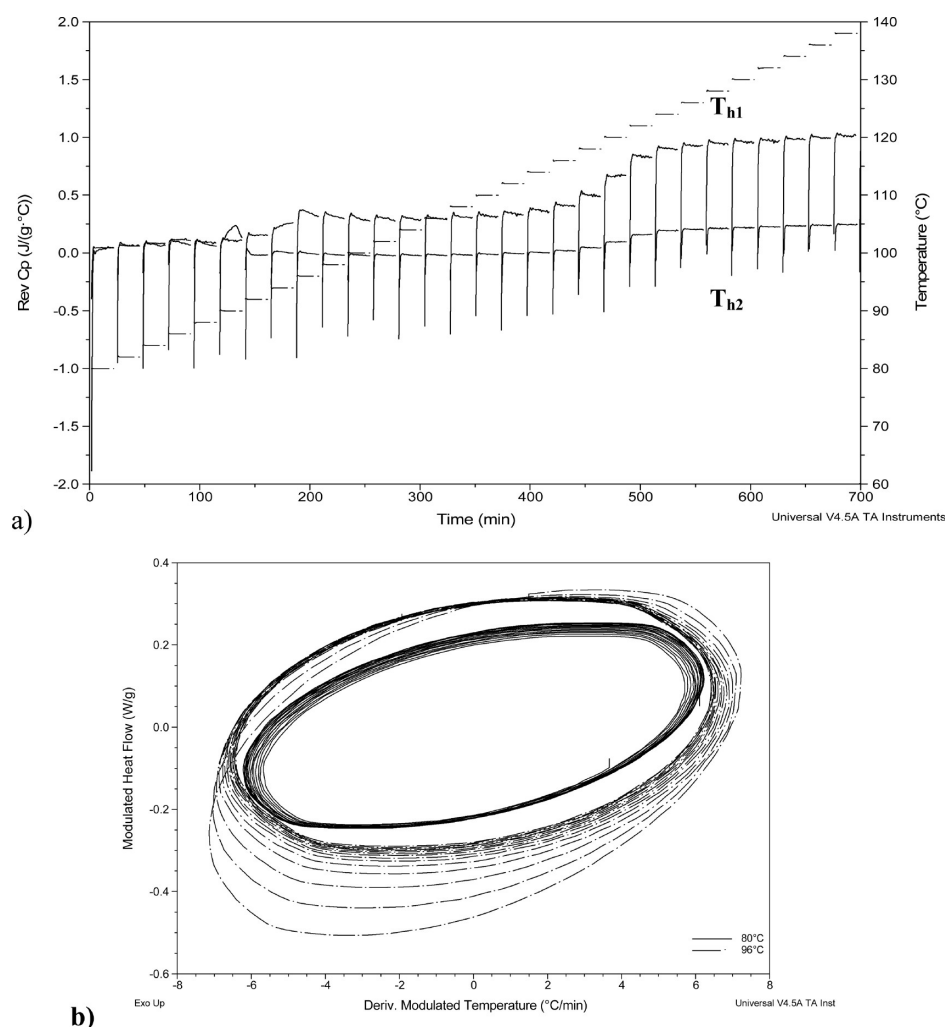 2.0
1.5
1.0
0.5
0.0
-0.5
-1.0
-1.5
-2.0
Rev Cp (J/(g·°C))
140
130
120
110
100
90
80
70
60
Temperature (°C)
T_h1
T_h2
0 100 200 300 400 500 600 700
Time (min)
Universal V4.5A TA Instruments
a)
0.4
0.2
0.0
-0.2
-0.4
-0.6
Modulated Heat Flow (W/g)
80°C
96°C
-8 -6 -4 -2 0 2 4 6 8
Exo Up
Deriv. Modulated Temperature (°C/min)
Universal V4.5A TA Inst
b)